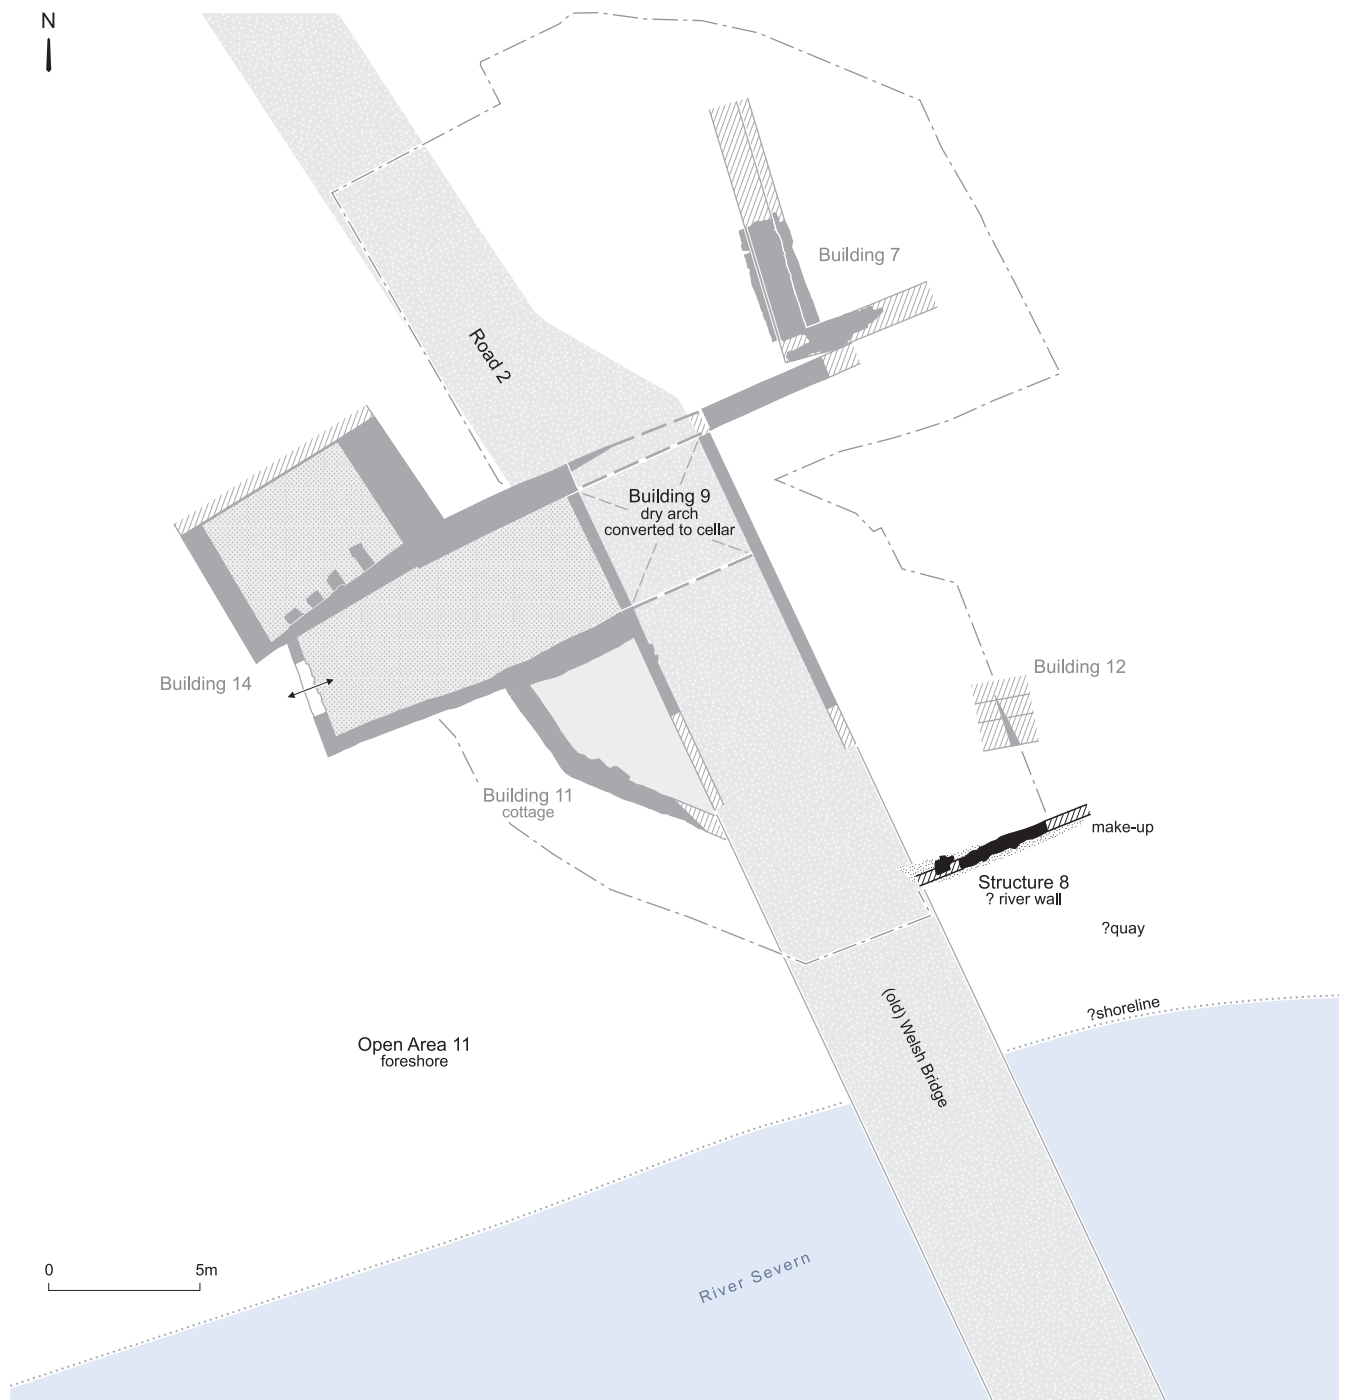 N
Building 7
Road 2
Building 9
dry arch
converted to cellar
Building 12
Building 14
Building 11
cottage
make-up
Structure 8
? river wall
?quay
?shoreline
(old) Welsh Bridge
Open Area 11
foreshore
River Severn
0 5m